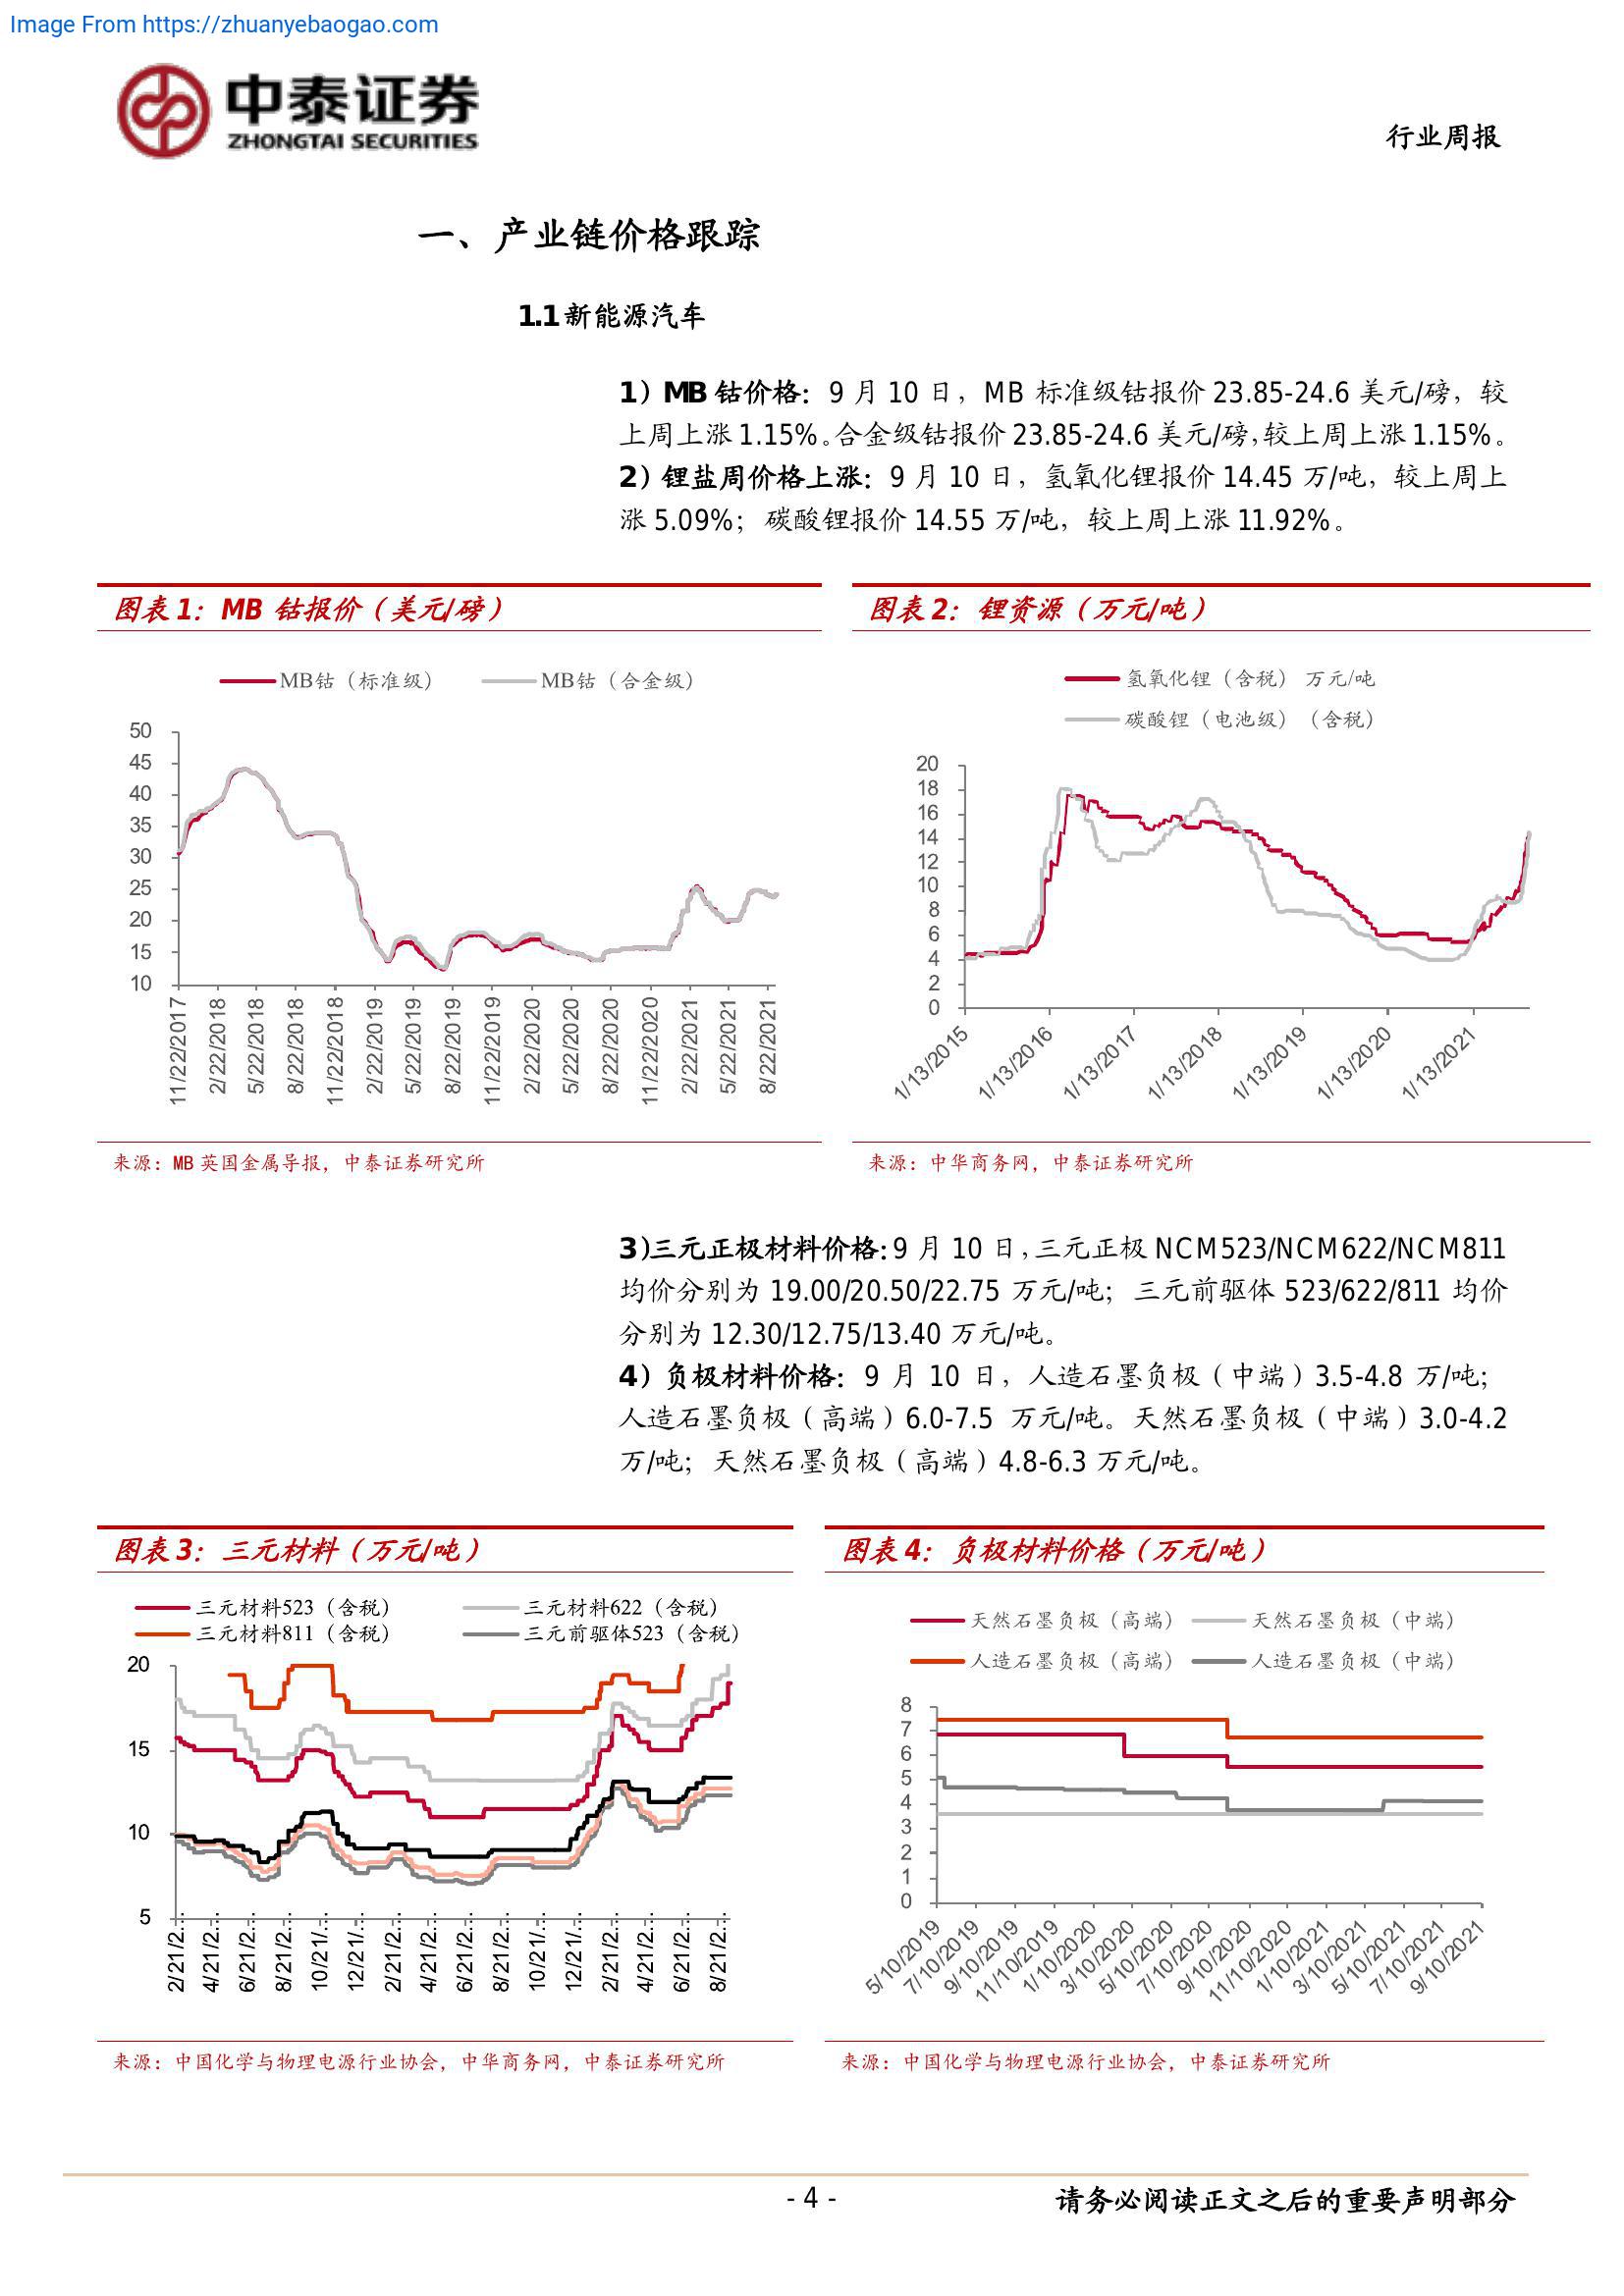 Image From https://zhuanyebaogao.com
中泰证券
ZHONGTAI SECURITIES
行业周报
一、产业链价格跟踪
1.1 新能源汽车
1）MB 钴价格：9 月 10 日，MB 标准级钴报价 23.85-24.6 美元/磅，较
上周上涨 1.15%。合金级钴报价 23.85-24.6 美元/磅，较上周上涨 1.15%。
2）锂盐周价格上涨：9 月 10 日，氢氧化锂报价 14.45 万/吨，较上周上
涨 5.09%；碳酸锂报价 14.55 万/吨，较上周上涨 11.92%。
图表 1：MB 钴报价（美元/磅）
MB钴（标准级） MB钴（合金级）
50
45
40
35
30
25
20
15
10
11/22/2017 2/22/2018 5/22/2018 8/22/2018 11/22/2018 2/22/2019 5/22/2019 8/22/2019 11/22/2019 2/22/2020 5/22/2020 8/22/2020 11/22/2020 2/22/2021 5/22/2021 8/22/2021
来源：MB 英国金属导报，中泰证券研究所
图表 2：锂资源（万元/吨）
氢氧化锂（含税） 万元/吨
碳酸锂（电池级）（含税）
20
18
16
14
12
10
8
6
4
2
0
1/13/2015 1/13/2016 1/13/2017 1/13/2018 1/13/2019 1/13/2020 1/13/2021
来源：中华商务网，中泰证券研究所
3）三元正极材料价格：9 月 10 日，三元正极 NCM523/NCM622/NCM811
均价分别为 19.00/20.50/22.75 万元/吨；三元前驱体 523/622/811 均价
分别为 12.30/12.75/13.40 万元/吨。
4）负极材料价格：9 月 10 日，人造石墨负极（中端）3.5-4.8 万/吨；
人造石墨负极（高端）6.0-7.5 万元/吨。天然石墨负极（中端）3.0-4.2
万/吨；天然石墨负极（高端）4.8-6.3 万元/吨。
图表 3：三元材料（万元/吨）
三元材料523（含税） 三元材料622（含税）
三元材料811（含税） 三元前驱体523（含税）
20
15
10
5
2/21/2… 4/21/2… 6/21/2… 8/21/2… 10/21/… 12/21/… 2/21/2… 4/21/2… 6/21/2… 8/21/2… 10/21/… 12/21/… 2/21/2… 4/21/2… 6/21/2… 8/21/2…
来源：中国化学与物理电源行业协会，中华商务网，中泰证券研究所
图表 4：负极材料价格（万元/吨）
天然石墨负极（高端） 天然石墨负极（中端）
人造石墨负极（高端） 人造石墨负极（中端）
8
7
6
5
4
3
2
1
0
5/10/2019 7/10/2019 9/10/2019 11/10/2019 1/10/2020 3/10/2020 5/10/2020 7/10/2020 9/10/2020 11/10/2020 1/10/2021 3/10/2021 5/10/2021 7/10/2021 9/10/2021
来源：中国化学与物理电源行业协会，中泰证券研究所
- 4 -
请务必阅读正文之后的重要声明部分